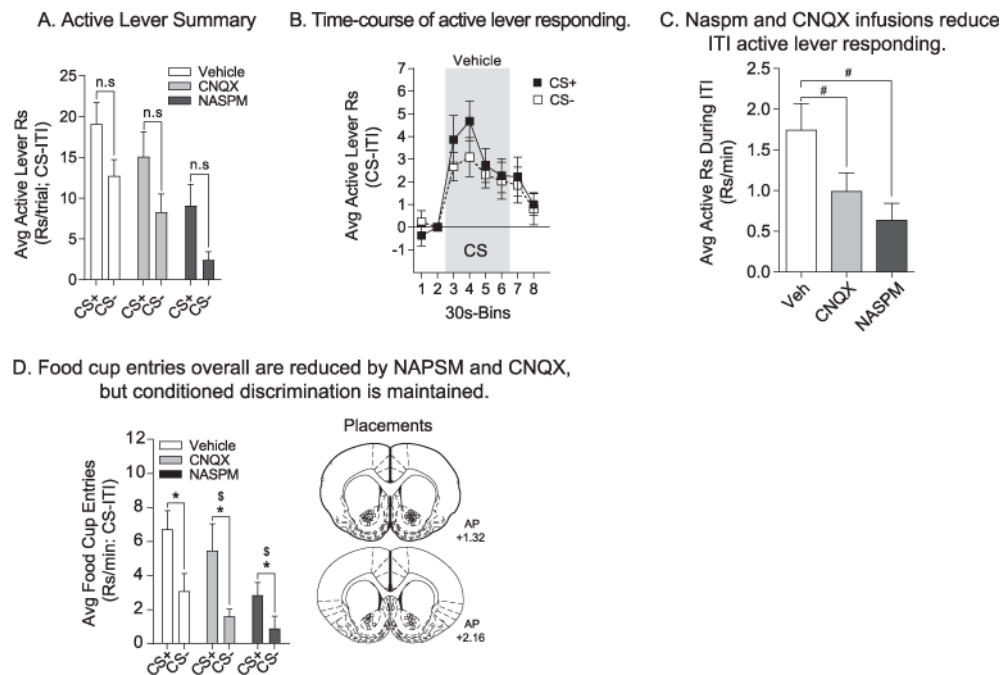 A. Active Lever Summary
Avg Active Lever Rs
(Rs/trial; CS-ITI)
25
20
15
10
5
0
Vehicle
CNQX
NASPM
n.s
n.s
n.s
CS+
CS-
CS+
CS-
CS+
CS-
B. Time-course of active lever responding.
Vehicle
Avg Active Lever Rs
(CS-ITI)
7
6
5
4
3
2
1
0
-1
CS+
CS-
CS
1 2 3 4 5 6 7 8
30s-Bins
C. Naspm and CNQX infusions reduce
ITI active lever responding.
Avg Active Rs During ITI
(Rs/min)
2.5
2.0
1.5
1.0
0.5
0.0
#
#
Veh
CNQX
NASPM
D. Food cup entries overall are reduced by NAPSM and CNQX,
but conditioned discrimination is maintained.
Avg Food Cup Entries
(Rs/min: CS-ITI)
12
10
8
6
4
2
0
Vehicle
CNQX
NASPM
*
$
*
$
*
CS+
CS-
CS+
CS-
CS+
CS-
Placements
AP
+1.32
AP
+2.16